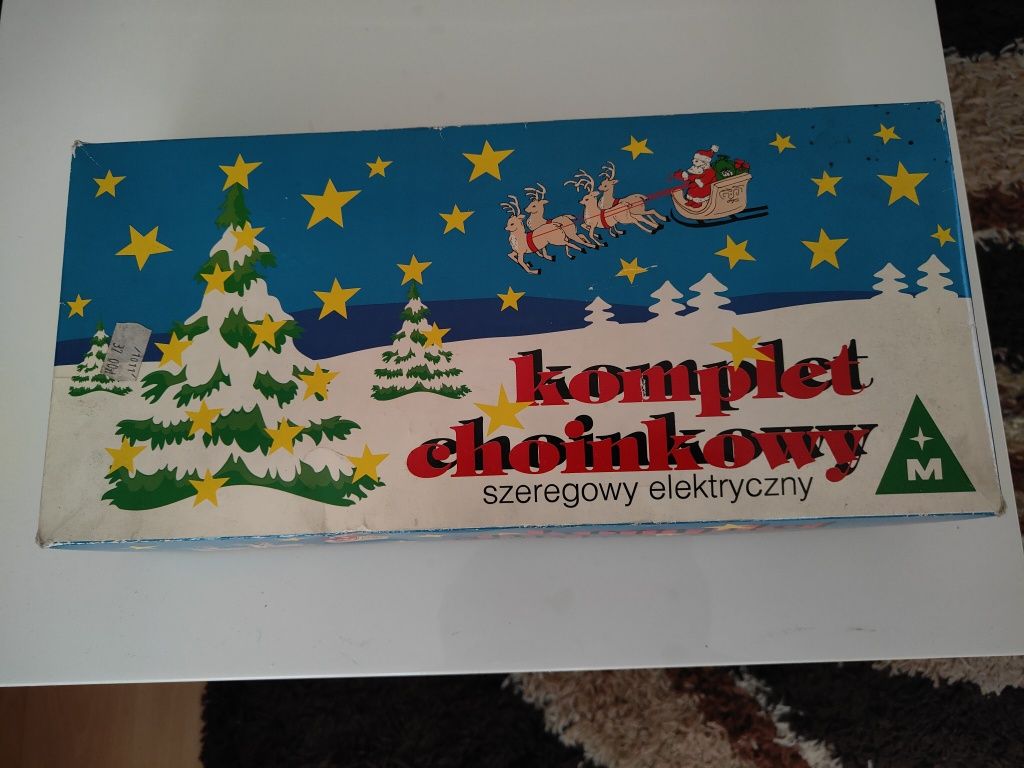 komplet
choinkowy
szeregowy elektryczny
M